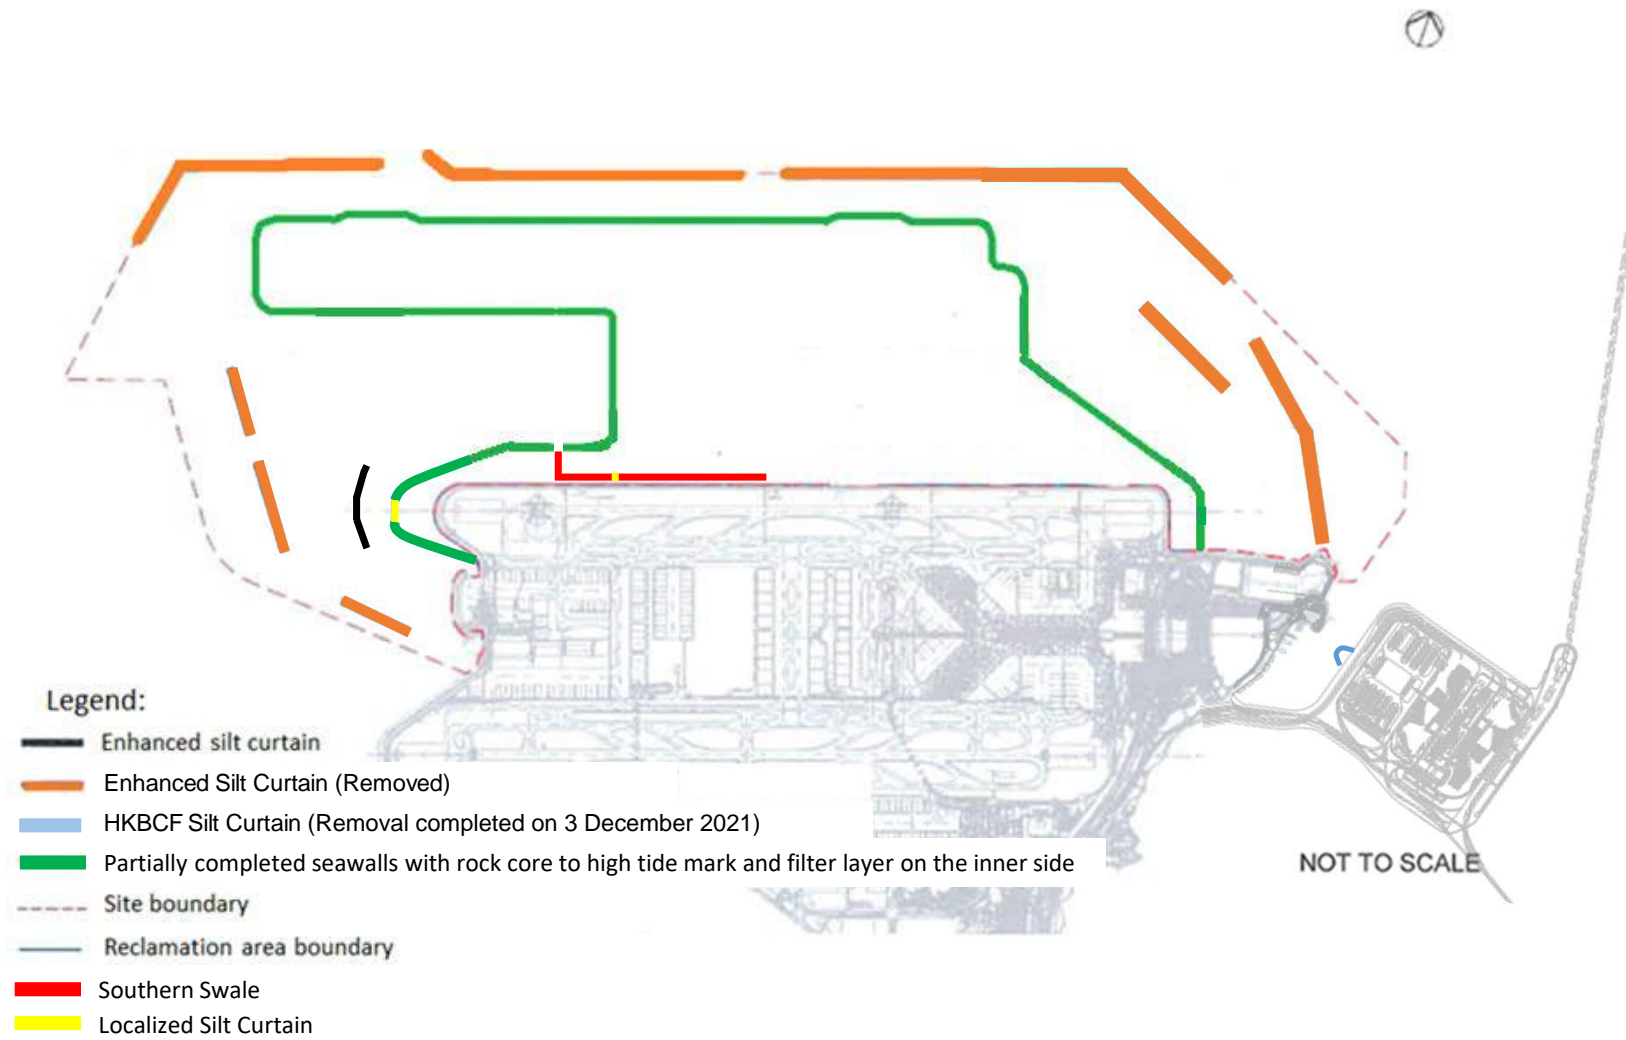 Legend:
Enhanced silt curtain
Enhanced Silt Curtain (Removed)
HKBCF Silt Curtain (Removal completed on 3 December 2021)
Partially completed seawalls with rock core to high tide mark and filter layer on the inner side
NOT TO SCALE
Site boundary
Reclamation area boundary
Southern Swale
Localized Silt Curtain